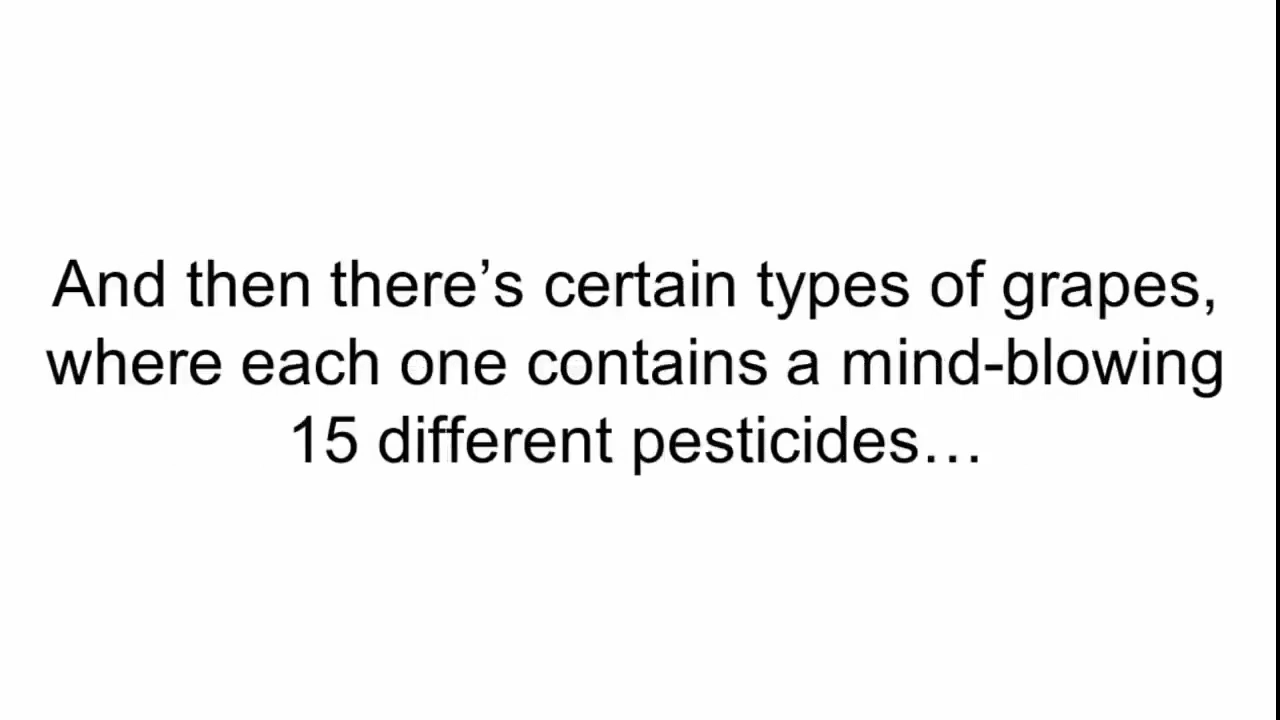 And then there’s certain types of grapes,
where each one contains a mind-blowing
15 different pesticides…